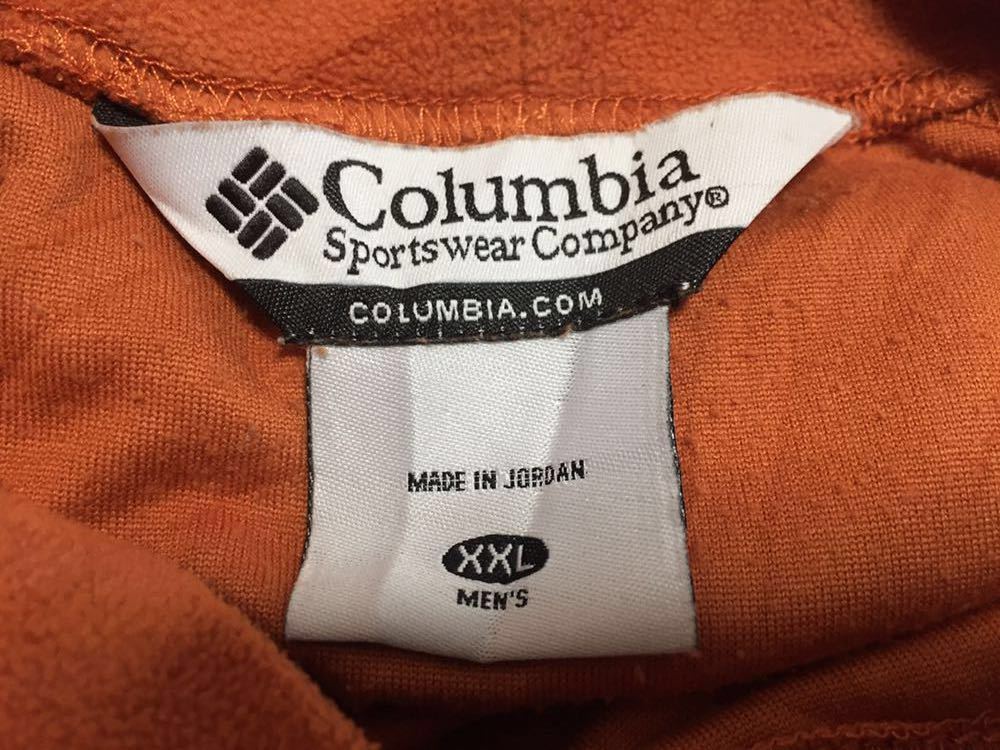 Columbia
Sportswear Company®
COLUMBIA.COM
MADE IN JORDAN
XXL
MEN'S